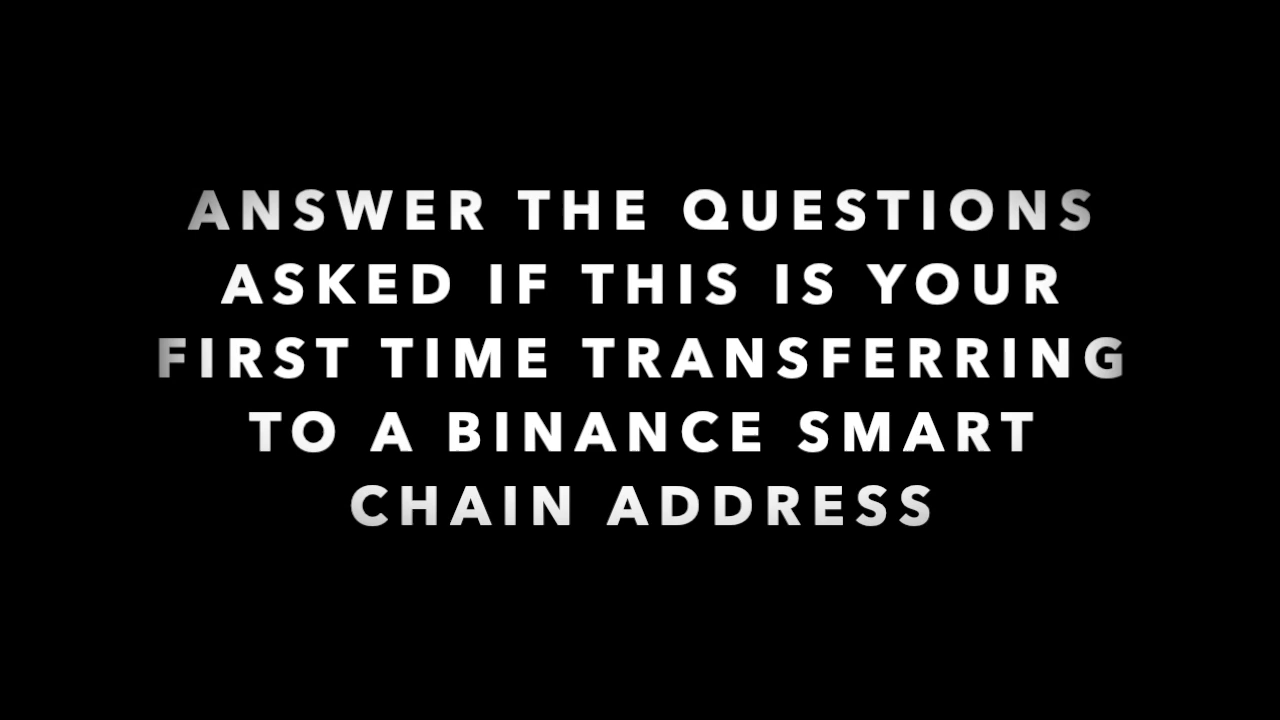 ANSWER THE QUESTIONS
ASKED IF THIS IS YOUR
FIRST TIME TRANSFERRING
TO A BINANCE SMART
CHAIN ADDRESS